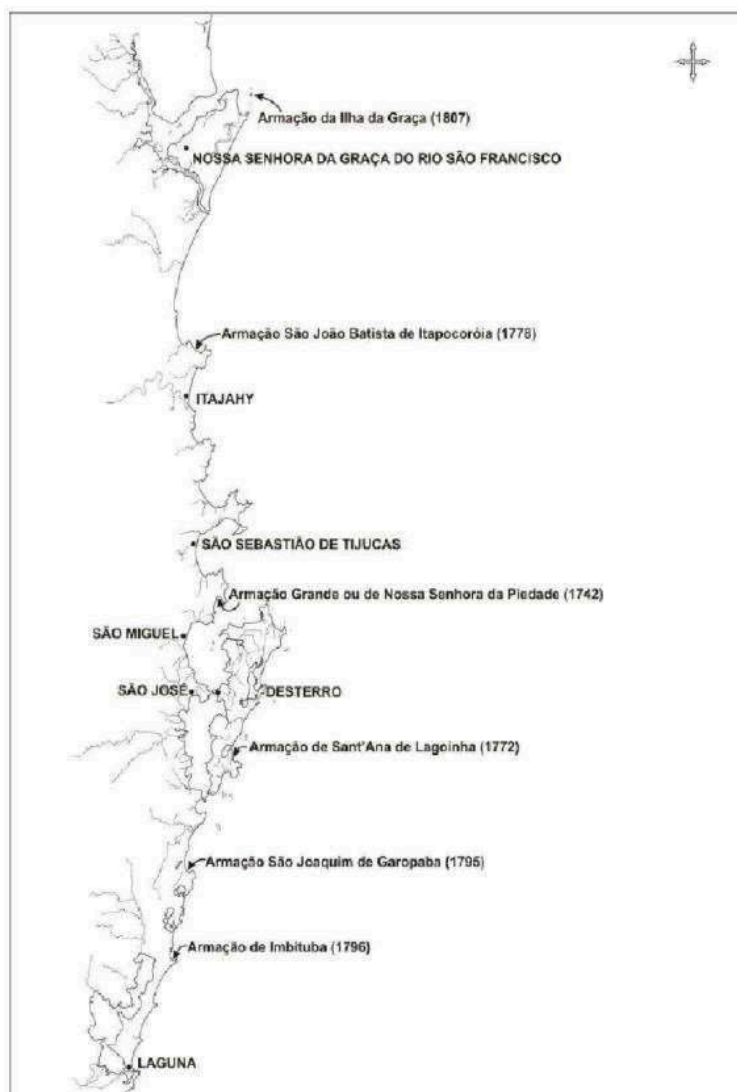 Armação da Ilha da Graça (1807)
NOSSA SENHORA DA GRAÇA DO RIO SÃO FRANCISCO
Armação São João Batista de Itapocoróia (1778)
ITAJAHY
SÃO SEBASTIÃO DE TIJUCAS
Armação Grande ou de Nossa Senhora da Piedade (1742)
SÃO MIGUEL
SÃO JOSÉ
DESTERRO
Armação de Sant'Ana de Lagoinha (1772)
Armação São Joaquim de Garopaba (1795)
Armação de Imbituba (1796)
LAGUNA